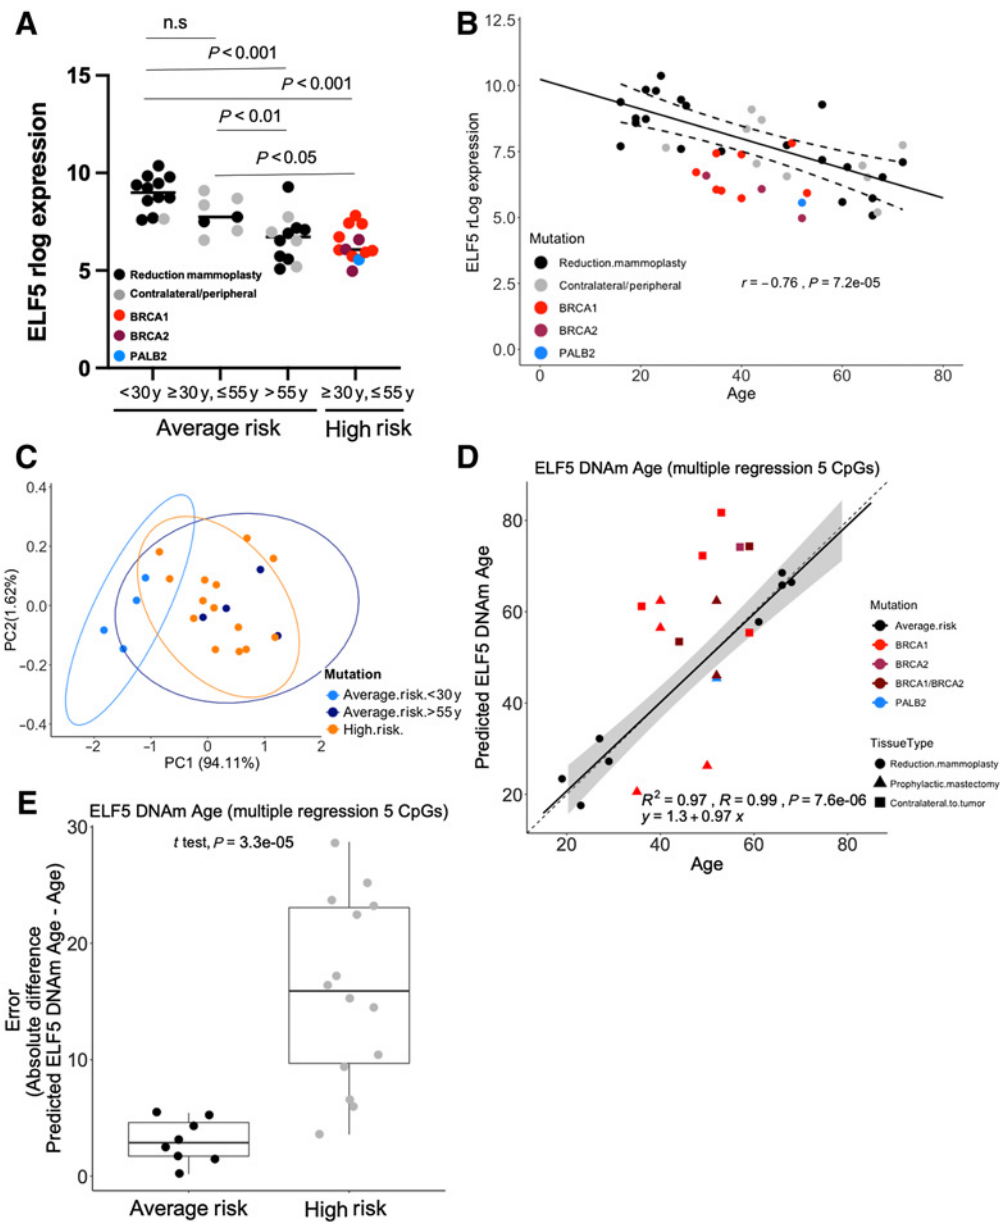 A
n.s
P < 0.001
P < 0.001
P < 0.01
P < 0.05
ELF5 rlog expression
15
10
5
0
Reduction mammoplasty
Contralateral/peripheral
BRCA1
BRCA2
PALB2
<30 y ≥30 y, ≤55 y >55 y ≥30 y, ≤55 y
Average risk High risk
B
ELF5 rLog expression
12.5
10.0
7.5
5.0
2.5
0.0
Mutation
Reduction.mammoplasty
Contralateral/peripheral
BRCA1
BRCA2
PALB2
r = −0.76 , P = 7.2e-05
0 20 40 60 80
Age
C
PC2(1.62%)
0.4
0.2
0.0
−0.2
−0.4
Mutation
Average.risk.<30 y
Average.risk.>55 y
High.risk.
−2 −1 0 1 2
PC1 (94.11%)
D
ELF5 DNAm Age (multiple regression 5 CpGs)
Predicted ELF5 DNAm Age
80
60
40
20
R² = 0.97 , R = 0.99 , P = 7.6e-06
y = 1.3 + 0.97 x
20 40 60 80
Age
Mutation
Average.risk
BRCA1
BRCA2
BRCA1/BRCA2
PALB2
TissueType
Reduction.mammoplasty
Prophylactic.mastectomy
Contralateral.to.tumor
E
ELF5 DNAm Age (multiple regression 5 CpGs)
t test, P = 3.3e-05
Error
(Absolute difference
Predicted ELF5 DNAm Age - Age)
30
20
10
0
Average risk High risk